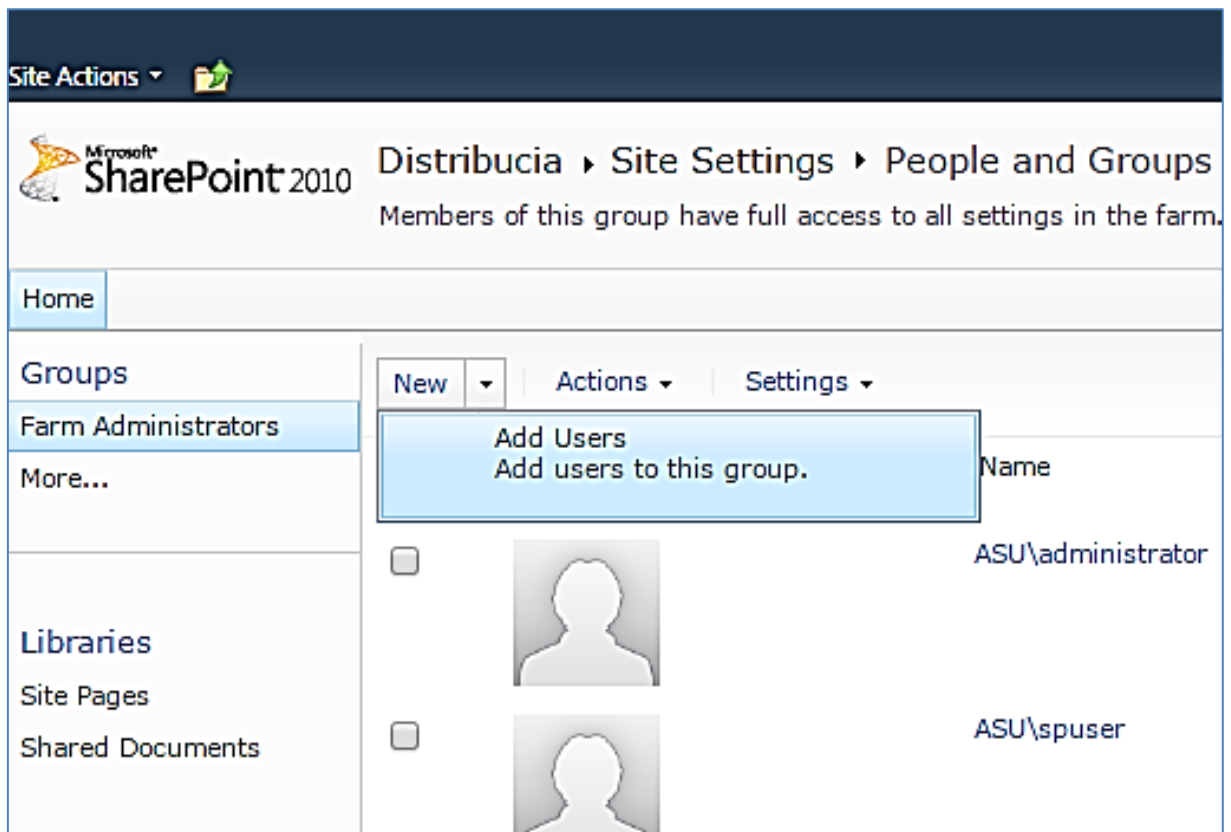 Site Actions
Microsoft®
SharePoint 2010
Distribucia ▸ Site Settings ▸ People and Groups
Members of this group have full access to all settings in the farm.
Home
Groups
Farm Administrators
More...
Libraries
Site Pages
Shared Documents
New Actions Settings
Add Users
Add users to this group.
Name
ASU\administrator
ASU\spuser